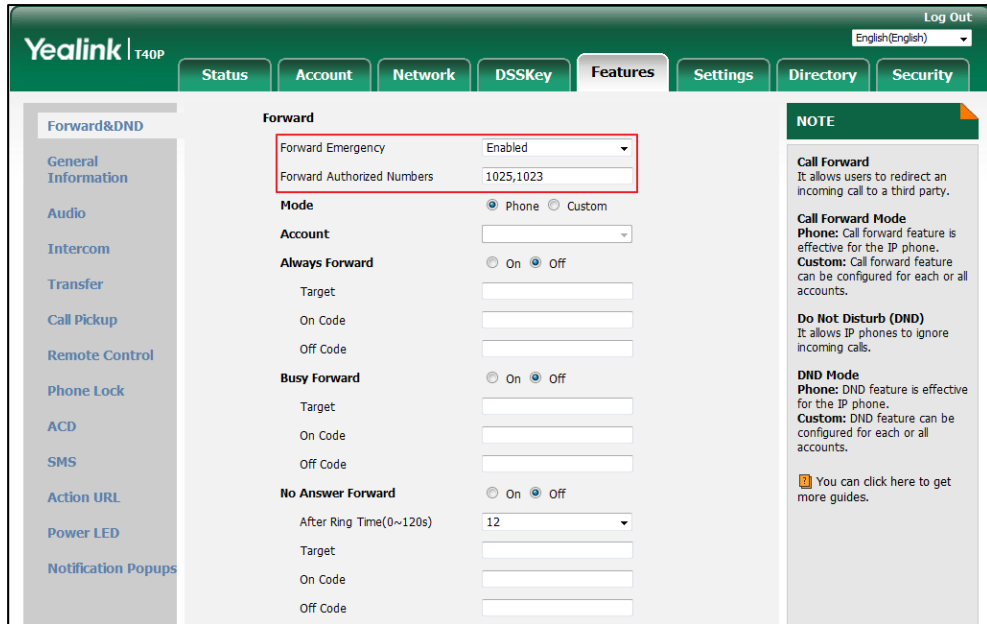 Log Out
English(English)
Yealink | T40P
Status Account Network DSSKey Features Settings Directory Security
Forward&DND
General
Information
Audio
Intercom
Transfer
Call Pickup
Remote Control
Phone Lock
ACD
SMS
Action URL
Power LED
Notification Popups
Forward
Forward Emergency Enabled
Forward Authorized Numbers 1025,1023
Mode Phone Custom
Account
Always Forward On Off
Target
On Code
Off Code
Busy Forward On Off
Target
On Code
Off Code
No Answer Forward On Off
After Ring Time(0~120s) 12
Target
On Code
Off Code
NOTE
Call Forward
It allows users to redirect an
incoming call to a third party.
Call Forward Mode
Phone: Call forward feature is
effective for the IP phone.
Custom: Call forward feature
can be configured for each or all
accounts.
Do Not Disturb (DND)
It allows IP phones to ignore
incoming calls.
DND Mode
Phone: DND feature is effective
for the IP phone.
Custom: DND feature can be
configured for each or all
accounts.
? You can click here to get
more guides.